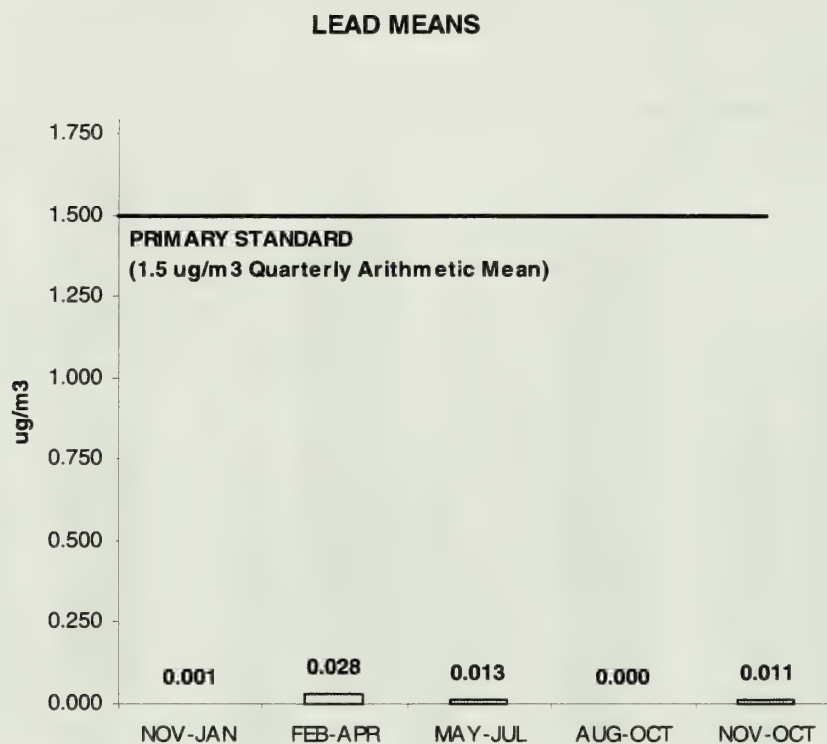 LEAD MEANS
1.750
1.500
PRIMARY STANDARD
(1.5 ug/m3 Quarterly Arithmetic Mean)
1.250
1.000
ug/m3
0.750
0.500
0.250
0.001 0.028 0.013 0.000 0.011
0.000
NOV-JAN FEB-APR MAY-JUL AUG-OCT NOV-OCT